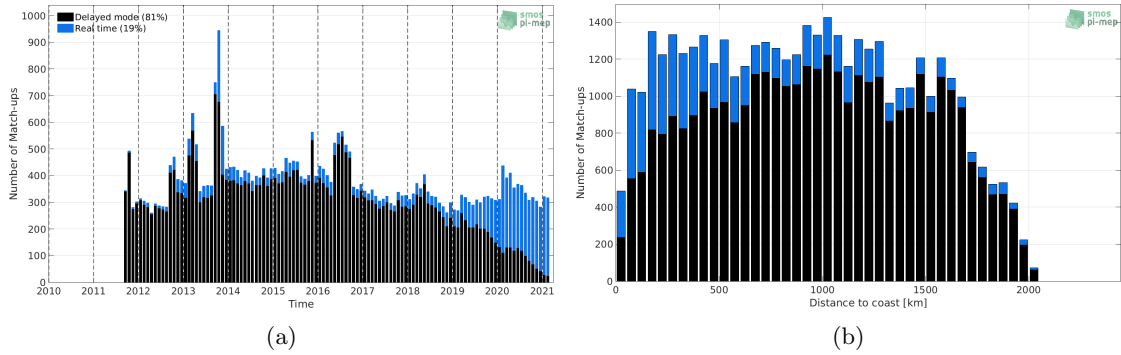 Delayed mode (81%)
Real time (19%)
smos
pi-mep
Number of Match-ups
1000
900
800
700
600
500
400
300
200
100
0
2010 2011 2012 2013 2014 2015 2016 2017 2018 2019 2020 2021
Time
(a)
smos
pi-mep
Number of Match-ups
1400
1200
1000
800
600
400
200
0
0 500 1000 1500 2000
Distance to coast [km]
(b)